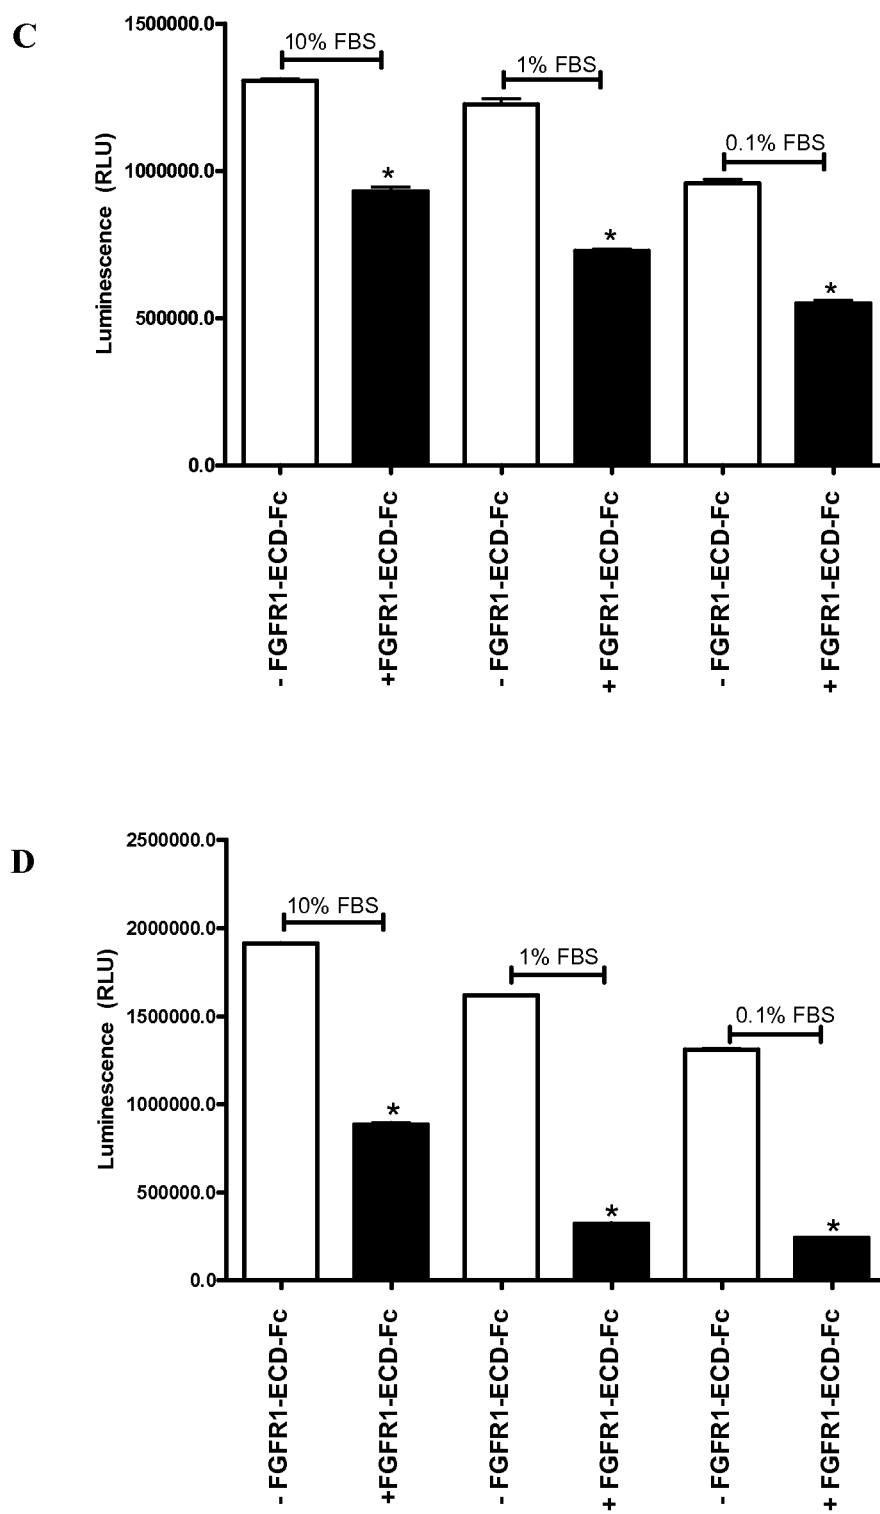 C
1500000.0
10% FBS
1% FBS
0.1% FBS
1000000.0
*
*
*
500000.0
0.0
Luminescence (RLU)
- FGFR1-ECD-Fc
+FGFR1-ECD-Fc
- FGFR1-ECD-Fc
+ FGFR1-ECD-Fc
- FGFR1-ECD-Fc
+ FGFR1-ECD-Fc
D
2500000.0
10% FBS
2000000.0
1% FBS
1500000.0
0.1% FBS
1000000.0
*
*
*
500000.0
0.0
Luminescence (RLU)
- FGFR1-ECD-Fc
+FGFR1-ECD-Fc
- FGFR1-ECD-Fc
+ FGFR1-ECD-Fc
- FGFR1-ECD-Fc
+ FGFR1-ECD-Fc